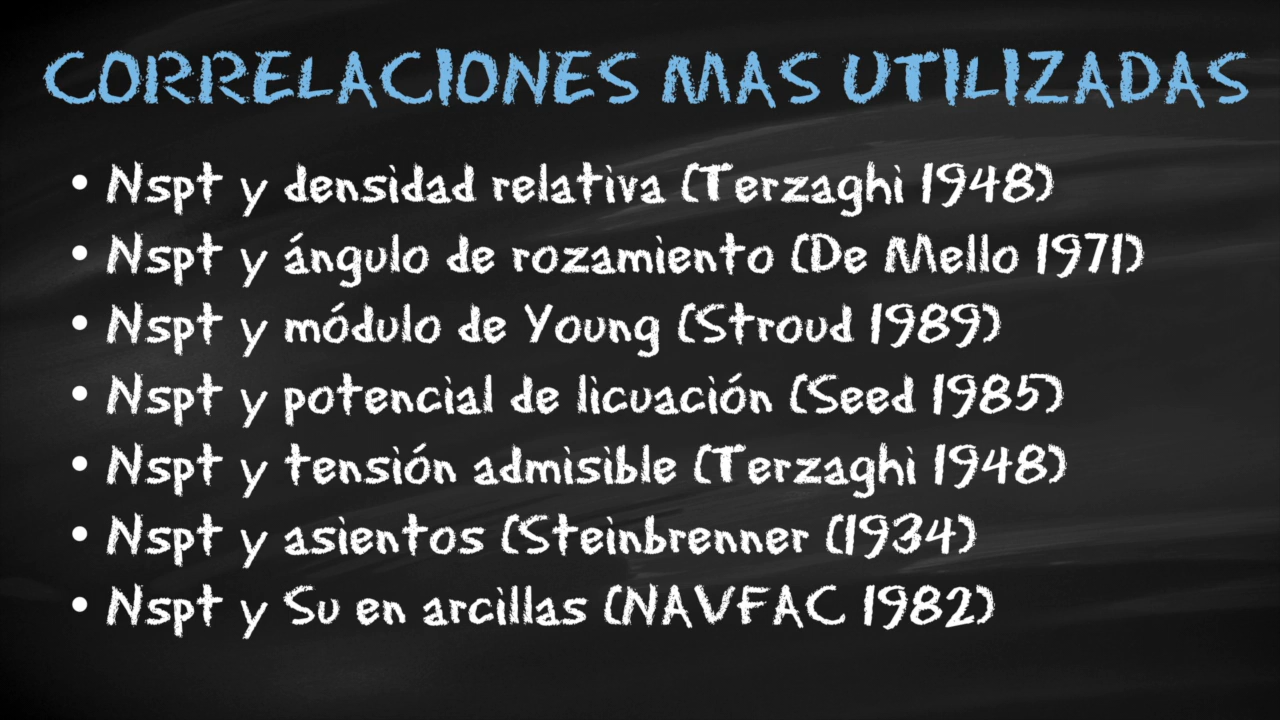 CORRELACIONES MAS UTILIZADAS
• Nspt y densidad relativa (Terzaghi 1948)
• Nspt y ángulo de rozamiento (De Mello 1971)
• Nspt y módulo de Young (Stroud 1989)
• Nspt y potencial de licuación (Seed 1985)
• Nspt y tensión admisible (Terzaghi 1948)
• Nspt y asientos (Steinbrenner (1934)
• Nspt y Su en arcillas (NAVFAC 1982)